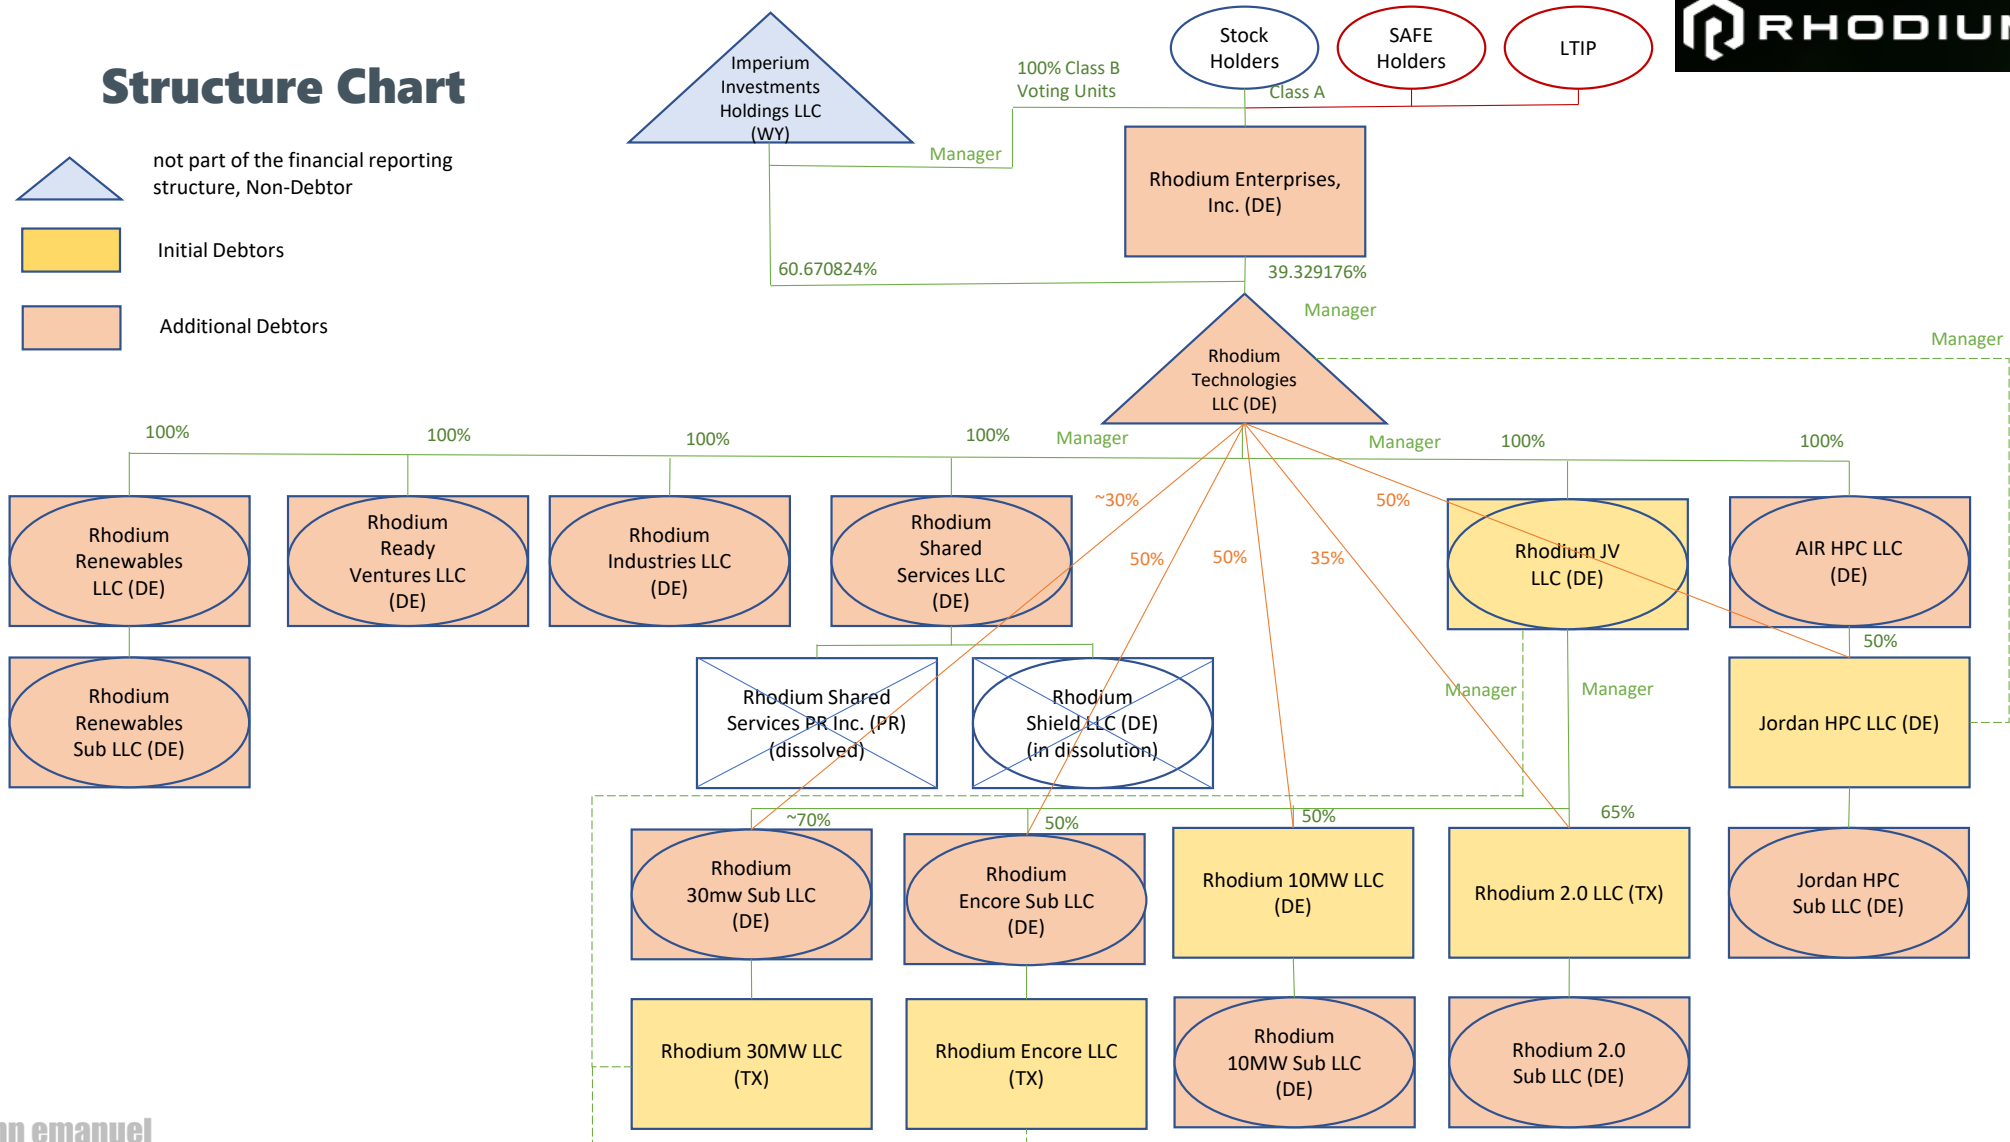 Structure Chart
not part of the financial reporting
structure, Non-Debtor
Initial Debtors
Additional Debtors
RHODIUM
Imperium
Investments
Holdings LLC
(WY)
Stock
Holders
SAFE
Holders
LTIP
100% Class B
Voting Units
Class A
Manager
Rhodium Enterprises,
Inc. (DE)
60.670824%
39.329176%
Manager
Manager
Rhodium
Technologies
LLC (DE)
100%
100%
100%
100%
Manager
Manager
100%
100%
Rhodium
Renewables
LLC (DE)
Rhodium
Ready
Ventures LLC
(DE)
Rhodium
Industries LLC
(DE)
Rhodium
Shared
Services LLC
(DE)
~30%
50%
50%
35%
50%
Rhodium JV
LLC (DE)
AIR HPC LLC
(DE)
50%
Rhodium
Renewables
Sub LLC (DE)
Rhodium Shared
Services PR Inc. (PR)
(dissolved)
Rhodium
Shield LLC (DE)
(in dissolution)
Manager
Manager
Jordan HPC LLC (DE)
~70%
50%
50%
65%
Rhodium
30mw Sub LLC
(DE)
Rhodium
Encore Sub LLC
(DE)
Rhodium 10MW LLC
(DE)
Rhodium 2.0 LLC (TX)
Jordan HPC
Sub LLC (DE)
Rhodium 30MW LLC
(TX)
Rhodium Encore LLC
(TX)
Rhodium
10MW Sub LLC
(DE)
Rhodium 2.0
Sub LLC (DE)
emanuel